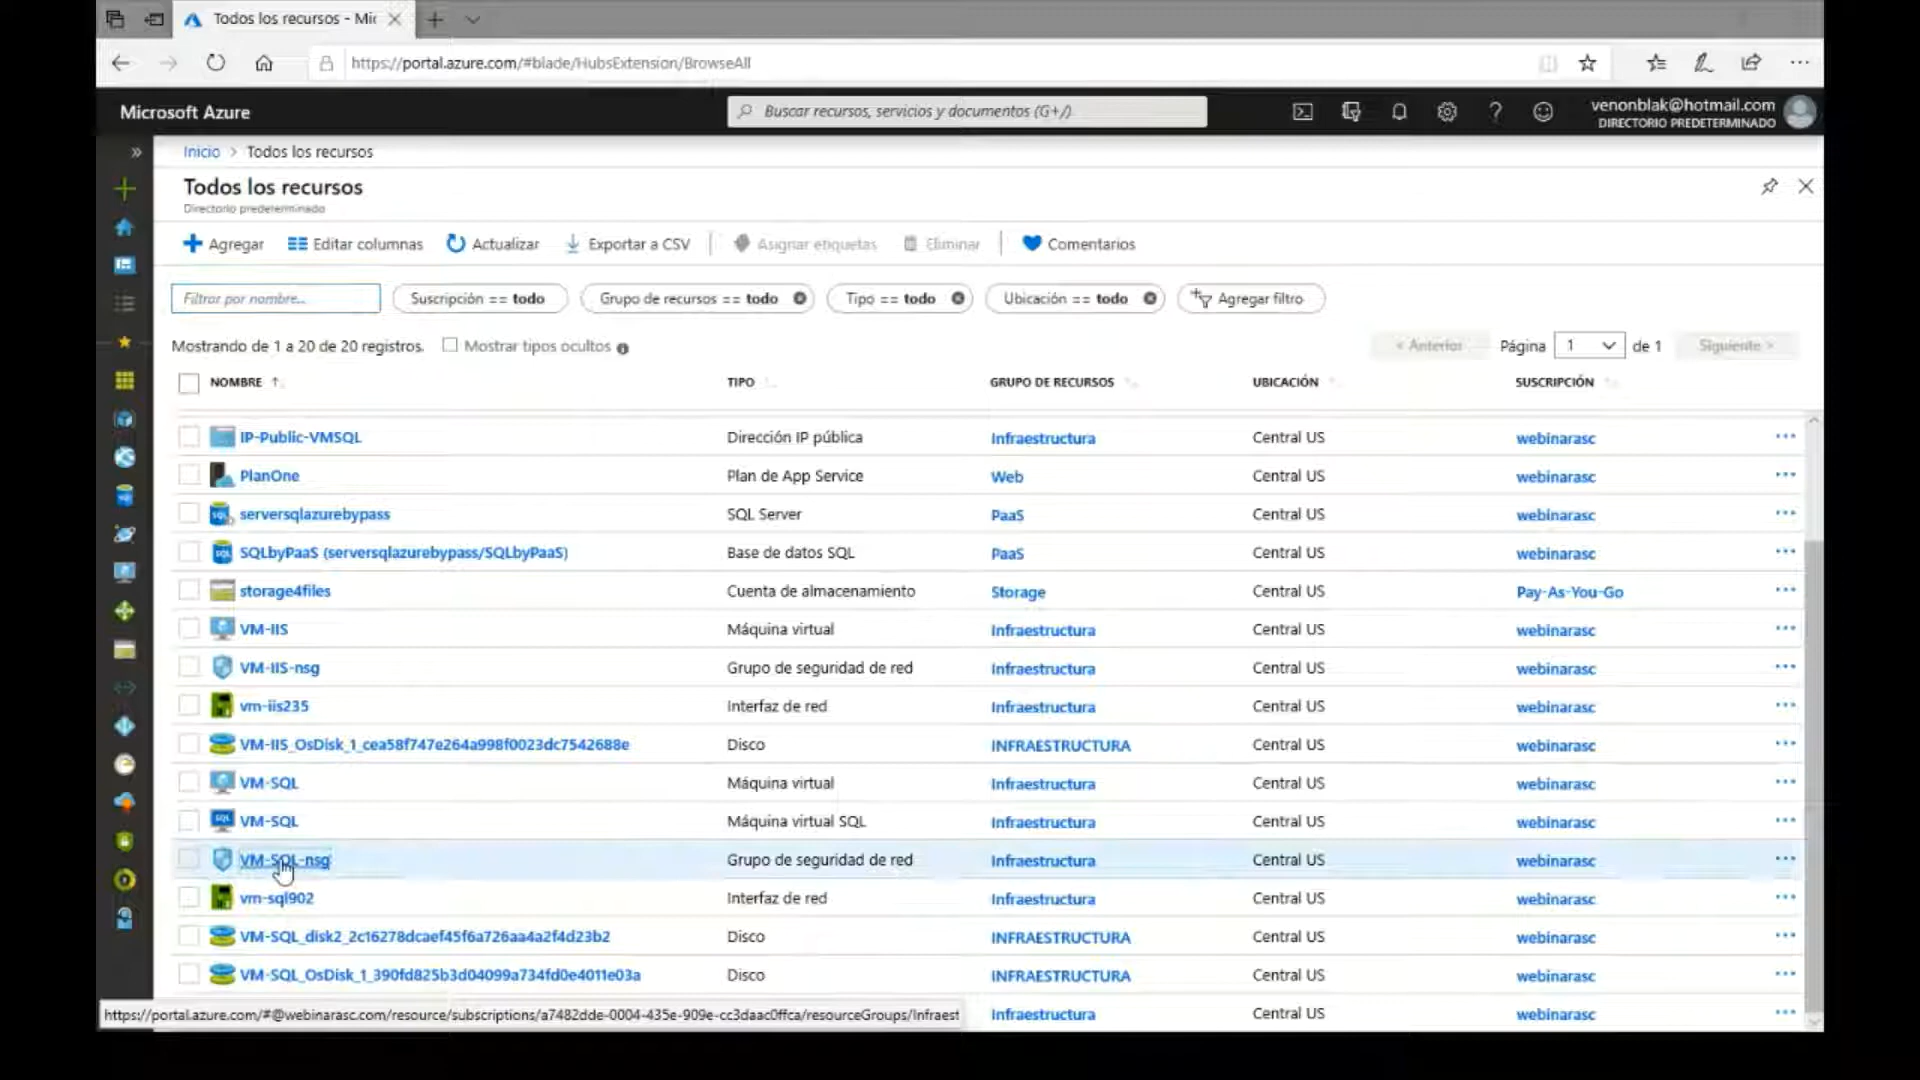 Todos los recursos - Mic
https://portal.azure.com/#blade/HubsExtension/BrowseAll
Microsoft Azure
Buscar recursos, servicios y documentos (G+/)
venonblak@hotmail.com
DIRECTORIO PREDETERMINADO
Inicio > Todos los recursos
Todos los recursos
Directorio predeterminado
Agregar Editar columnas Actualizar Exportar a CSV Asignar etiquetas Eliminar Comentarios
Filtrar por nombre... Suscripción == todo Grupo de recursos == todo Tipo == todo Ubicación == todo Agregar filtro
Mostrando de 1 a 20 de 20 registros. Mostrar tipos ocultos < Anterior Página 1 de 1 Siguiente >
NOMBRE TIPO GRUPO DE RECURSOS UBICACIÓN SUSCRIPCIÓN
IP-Public-VMSQL Dirección IP pública Infraestructura Central US webinarasc
PlanOne Plan de App Service Web Central US webinarasc
serversqlazurebypass SQL Server PaaS Central US webinarasc
SQLbyPaaS (serversqlazurebypass/SQLbyPaaS) Base de datos SQL PaaS Central US webinarasc
storage4files Cuenta de almacenamiento Storage Central US Pay-As-You-Go
VM-IIS Máquina virtual Infraestructura Central US webinarasc
VM-IIS-nsg Grupo de seguridad de red Infraestructura Central US webinarasc
vm-iis235 Interfaz de red Infraestructura Central US webinarasc
VM-IIS_OsDisk_1_cea58f747e264a998f0023dc7542688e Disco INFRAESTRUCTURA Central US webinarasc
VM-SQL Máquina virtual Infraestructura Central US webinarasc
VM-SQL Máquina virtual SQL Infraestructura Central US webinarasc
VM-SQL-nsg Grupo de seguridad de red Infraestructura Central US webinarasc
vm-sql902 Interfaz de red Infraestructura Central US webinarasc
VM-SQL_disk2_2c16278dcaef45f6a726aa4a2f4d23b2 Disco INFRAESTRUCTURA Central US webinarasc
VM-SQL_OsDisk_1_390fd825b3d04099a734fd0e4011e03a Disco INFRAESTRUCTURA Central US webinarasc
https://portal.azure.com/#@webinarasc.com/resource/subscriptions/a7482dde-0004-435e-909e-cc3daac0ffca/resourceGroups/Infraest Infraestructura Central US webinarasc